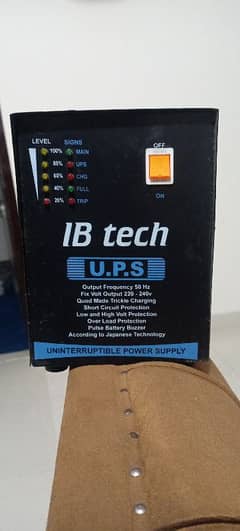 LEVEL SIGNS
100% MAIN
80% UPS
60% CHG
40% FULL
20% TRIP
OFF
ON
IB tech
U.P.S
Output Frequency 50 Hz
Fix Volt Output 220 - 240v
Quad Made Trickle Charging
Short Circuit Protection
Low and High Volt Protection
Over Load Protection
Pulse Battery Buzzer
According to Japanese Technology
UNINTERRUPTIBLE POWER SUPPLY